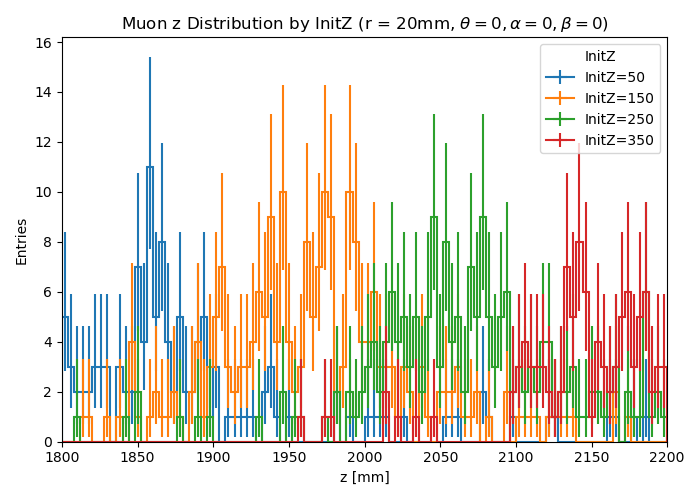 Muon z Distribution by InitZ (r = 20mm, θ = 0, α = 0, β = 0)
16
14
12
10
8
6
4
2
0
Entries
InitZ
InitZ=50
InitZ=150
InitZ=250
InitZ=350
1800 1850 1900 1950 2000 2050 2100 2150 2200
z [mm]